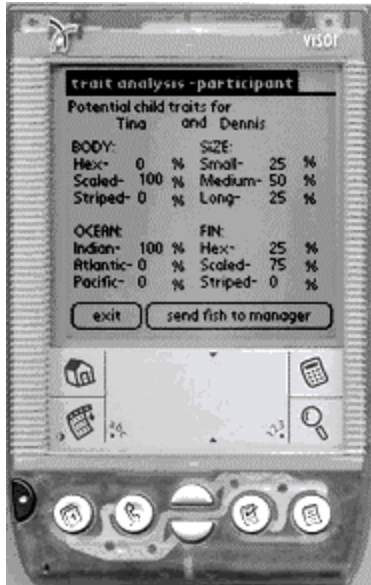 VISOR
trait analysis - participant
Potential child traits for
Tina and Dennis
BODY: SIZE:
Hex- 0 % Small- 25 %
Scaled- 100 % Medium- 50 %
Striped- 0 % Long- 25 %
OCEAN: FIN:
Indian- 100 % Hex- 25 %
Atlantic- 0 % Scaled- 75 %
Pacific- 0 % Striped- 0 %
exit send fish to manager